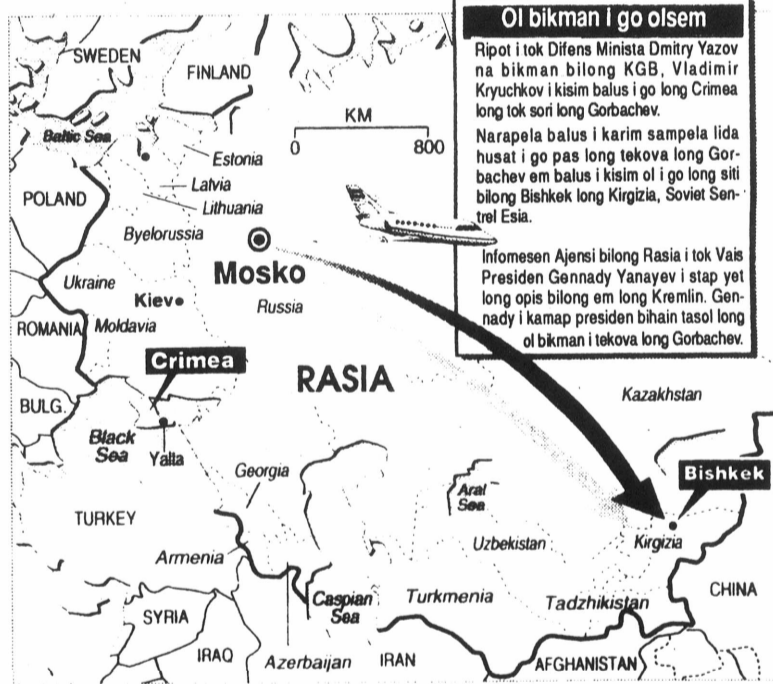 Ol bikman i go olsem
Ripot i tok Difens Minista Dmitry Yazov
na bikman bilong KGB, Vladimir
Kryuchkov i kisim balus i go long Crimea
long tok sori long Gorbachev.
Narapela balus i karim sampela lida
husat i go pas long tekova long Gor-
bachev em balus i kisim ol i go long siti
bilong Bishkek long Kirgizia, Soviet Sen-
trel Esia.
Infomesen Ajensi bilong Rasia i tok Vais
Presiden Gennady Yanayev i stap yet
long opis bilong em long Kremlin. Gen-
nady i kamap presiden bihain tasol long
ol bikman i tekova long Gorbachev.
SWEDEN
FINLAND
KM
0 800
Baltic Sea
Estonia
Latvia
Lithuania
POLAND
Byelorussia
Mosko
Ukraine
Kiev
Russia
ROMANIA
Moldavia
Crimea
RASIA
Kazakhstan
BULG.
Black
Sea
Yalta
Georgia
Aral
Sea
Bishkek
TURKEY
Uzbekistan
Kirgizia
Armenia
Caspian
Sea
Turkmenia
Tadzhikistan
CHINA
SYRIA
IRAQ
Azerbaijan
IRAN
AFGHANISTAN